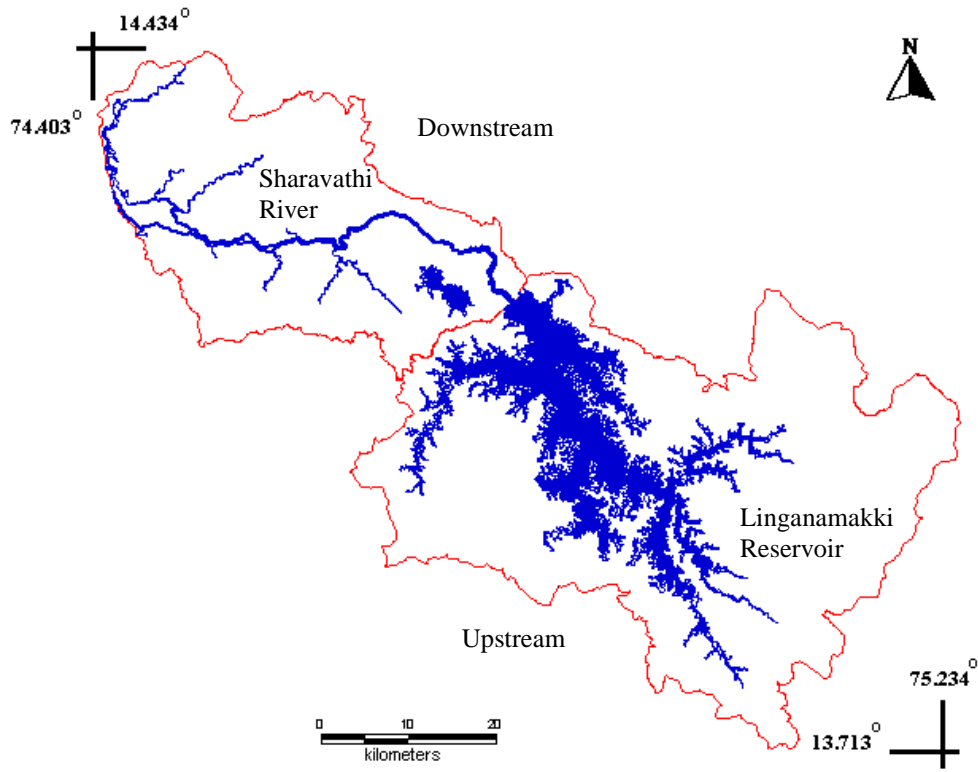 14.434°
N
74.403°
Downstream
Sharavathi
River
Linganamakki
Reservoir
Upstream
75.234°
0 10 20
13.713°
kilometers